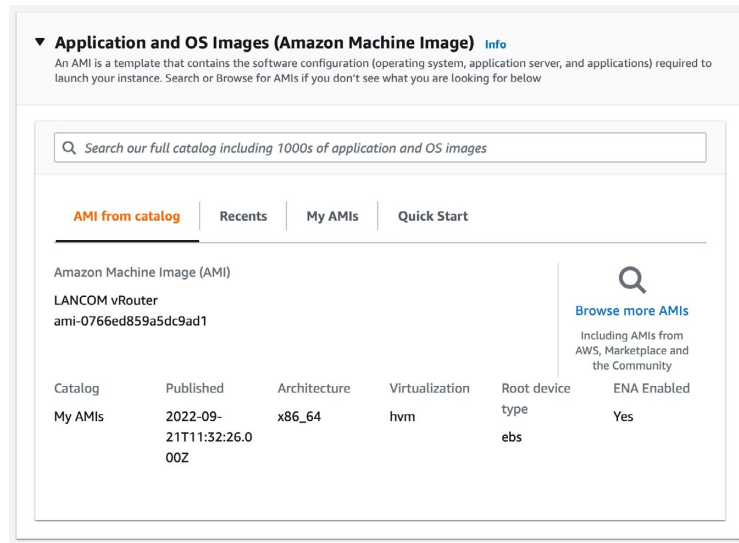 Application and OS Images (Amazon Machine Image) Info
An AMI is a template that contains the software configuration (operating system, application server, and applications) required to
launch your instance. Search or Browse for AMIs if you don't see what you are looking for below
Search our full catalog including 1000s of application and OS images
AMI from catalog
Recents
My AMIs
Quick Start
Amazon Machine Image (AMI)
LANCOM vRouter
ami-0766ed859a5dc9ad1
Browse more AMIs
Including AMIs from
AWS, Marketplace and
the Community
Catalog
My AMIs
Published
2022-09-
21T11:32:26.0
00Z
Architecture
x86_64
Virtualization
hvm
Root device
type
ebs
ENA Enabled
Yes